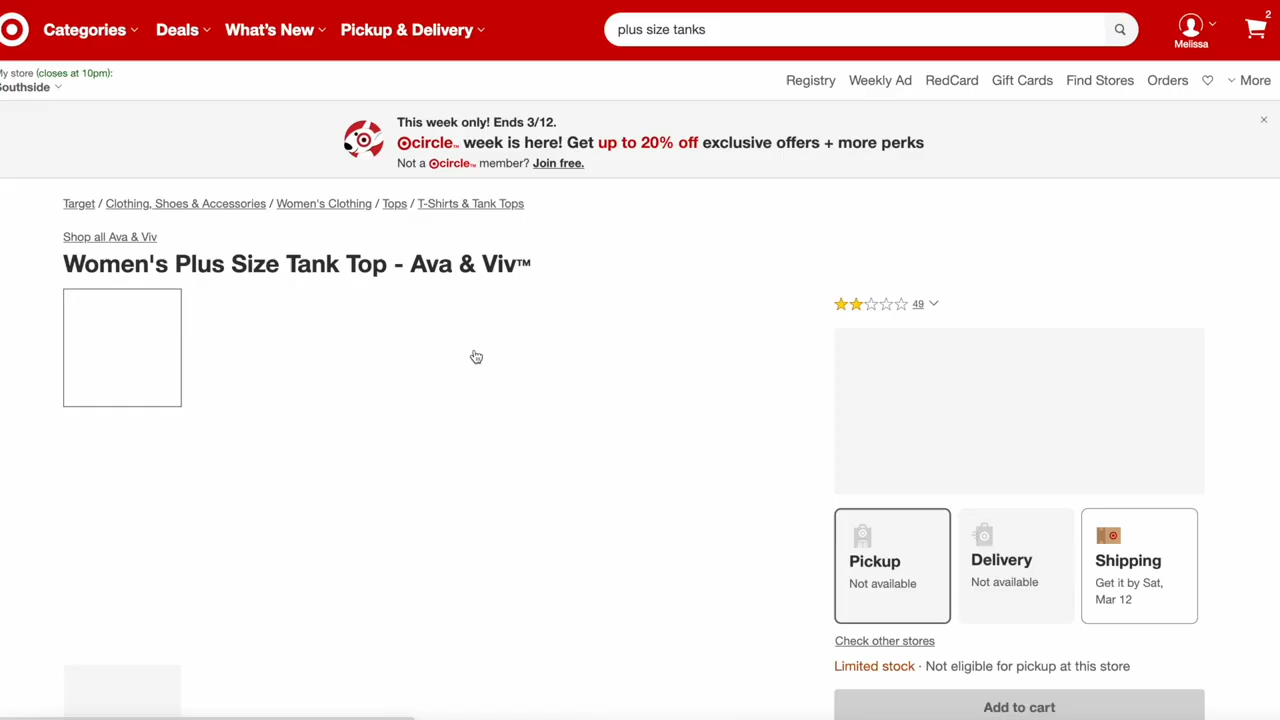 Categories Deals What's New Pickup & Delivery plus size tanks Melissa 2
My store (closes at 10pm):
Southside
Registry Weekly Ad RedCard Gift Cards Find Stores Orders More
This week only! Ends 3/12.
circle™ week is here! Get up to 20% off exclusive offers + more perks
Not a circle™ member? Join free.
Target / Clothing, Shoes & Accessories / Women's Clothing / Tops / T-Shirts & Tank Tops
Shop all Ava & Viv
Women's Plus Size Tank Top - Ava & Viv™
49
Pickup
Not available
Delivery
Not available
Shipping
Get it by Sat,
Mar 12
Check other stores
Limited stock · Not eligible for pickup at this store
Add to cart